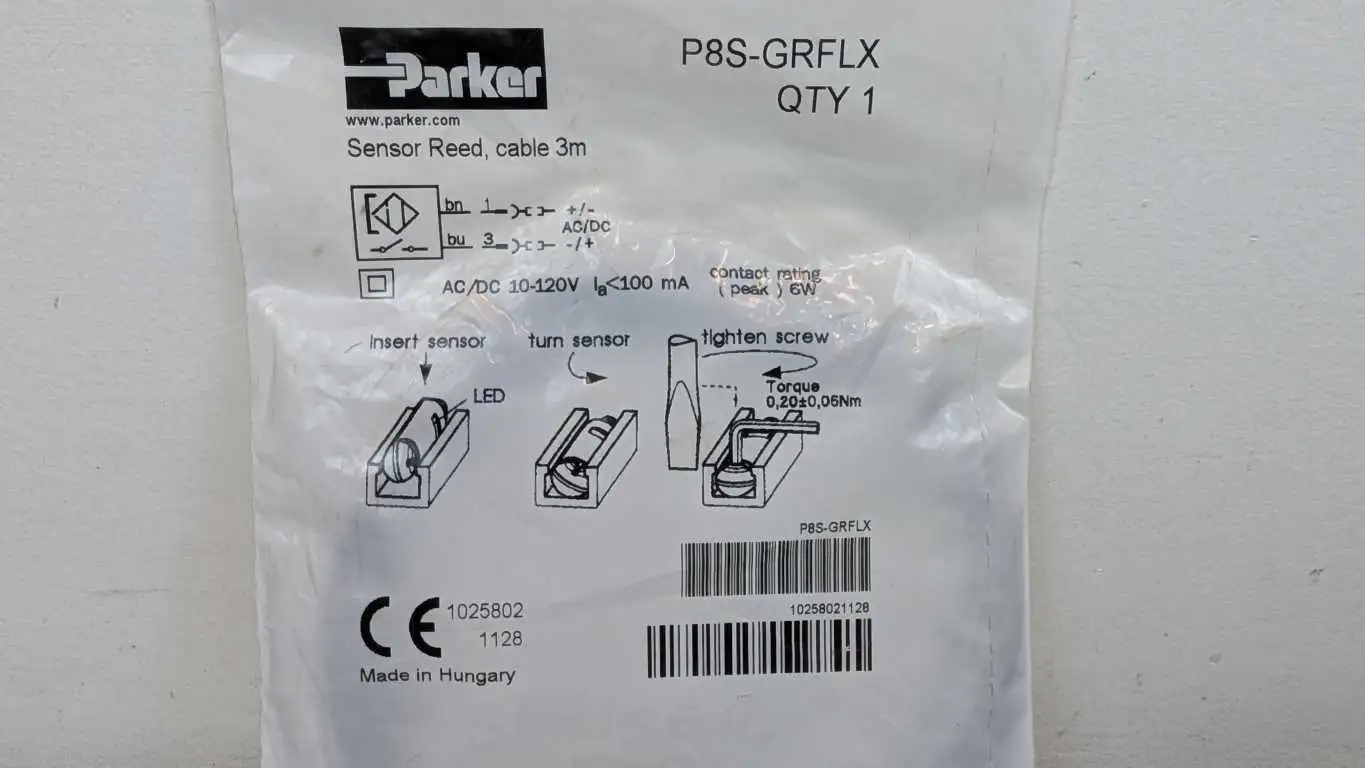 Parker
www.parker.com
P8S-GRFLX
QTY 1
Sensor Reed, cable 3m
bn 1 +/-
AC/DC
bu 3 -/+
AC/DC 10-120V Ia<100 mA
contact rating
( peak ) 6W
insert sensor
turn sensor
tighten screw
LED
Torque
0,20±0,05Nm
P8S-GRFLX
10258021128
CE 1025802
1128
Made in Hungary